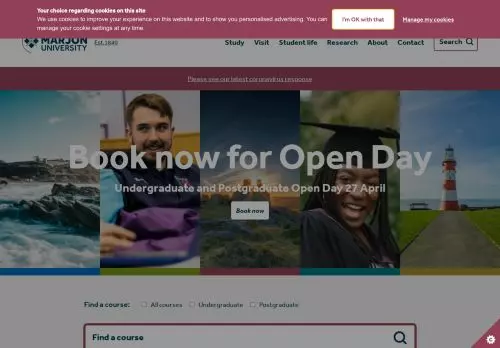 Your choice regarding cookies on this site
We use cookies to improve your experience on this website and to show you personalised advertising. You can
manage your cookie settings at any time.
I'm OK with that
Manage my cookies
MARJON
UNIVERSITY
Est.1840
Study Visit Student life Research About Contact Search
Please see our latest coronavirus response
Book now for Open Day
Undergraduate and Postgraduate Open Day 27 April
Book now
Find a course: All courses Undergraduate Postgraduate
Find a course